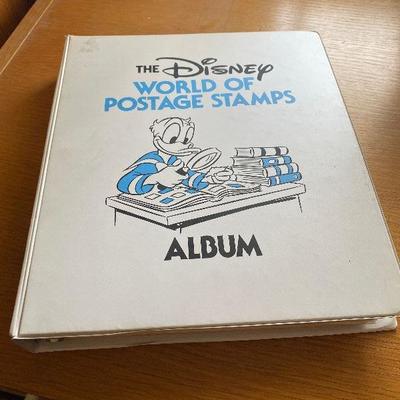 THE Disney
WORLD OF
POSTAGE STAMPS
ALBUM